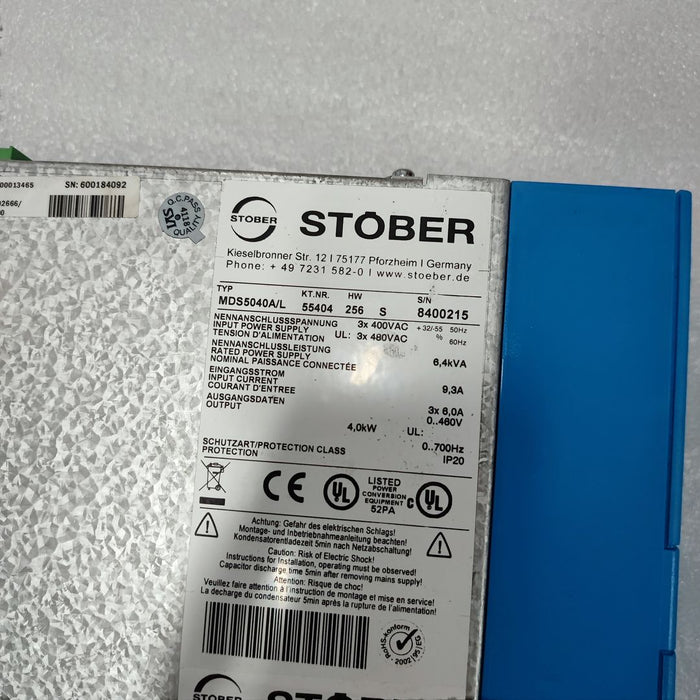 00013465
SN: 600184092
02666/
0
Q.C.PASS
4118
QUALITY
STOBER
STÖBER
Kieselbronner Str. 12 I 75177 Pforzheim I Germany
Phone: + 49 7231 582-0 I www.stoeber.de
TYP KT.NR. HW S/N
MDS5040A/L 55404 256 S 8400215
NENNANSCHLUSSSPANNUNG 3x 400VAC +32/-55 50Hz
INPUT POWER SUPPLY UL: 3x 480VAC % 60Hz
TENSION D'ALIMENTATION
NENNANSCHLUSSLEISTUNG
RATED POWER SUPPLY 6,4kVA
NOMINAL PAISSANCE CONNECTÉE
EINGANGSSTROM
INPUT CURRENT 9,3A
COURANT D'ENTREE
AUSGANGSDATEN 3x 6,0A
OUTPUT 0..460V
4,0kW UL:
0..700Hz
SCHUTZART/PROTECTION CLASS IP20
PROTECTION
CE
UL
LISTED
POWER
CONVERSION
EQUIPMENT
52PA
C UL
Achtung: Gefahr des elektrischen Schlags!
Montage- und Inbetriebnahmeanleitung beachten!
Kondensatorentladezeit 5min nach Netzabschaltung!
Caution: Risk of Electric Shock!
Instructions for Installation, operating must be observed!
Capacitor discharge time 5min after removing mains supply!
Attention: Risque de choc!
Veuillez faire attention à l'instruction de montage et mise en service!
La decharge du condensateur 5min après la rupture de l'alimentation!
RoHS-konform
2002|95|EG
STOBER
STÖBER